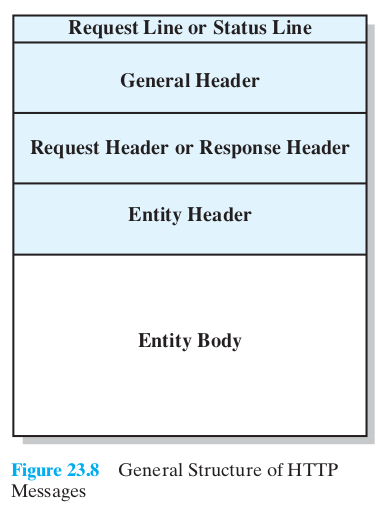 Request Line or Status Line
General Header
Request Header or Response Header
Entity Header
Entity Body
Figure 23.8 General Structure of HTTP
Messages